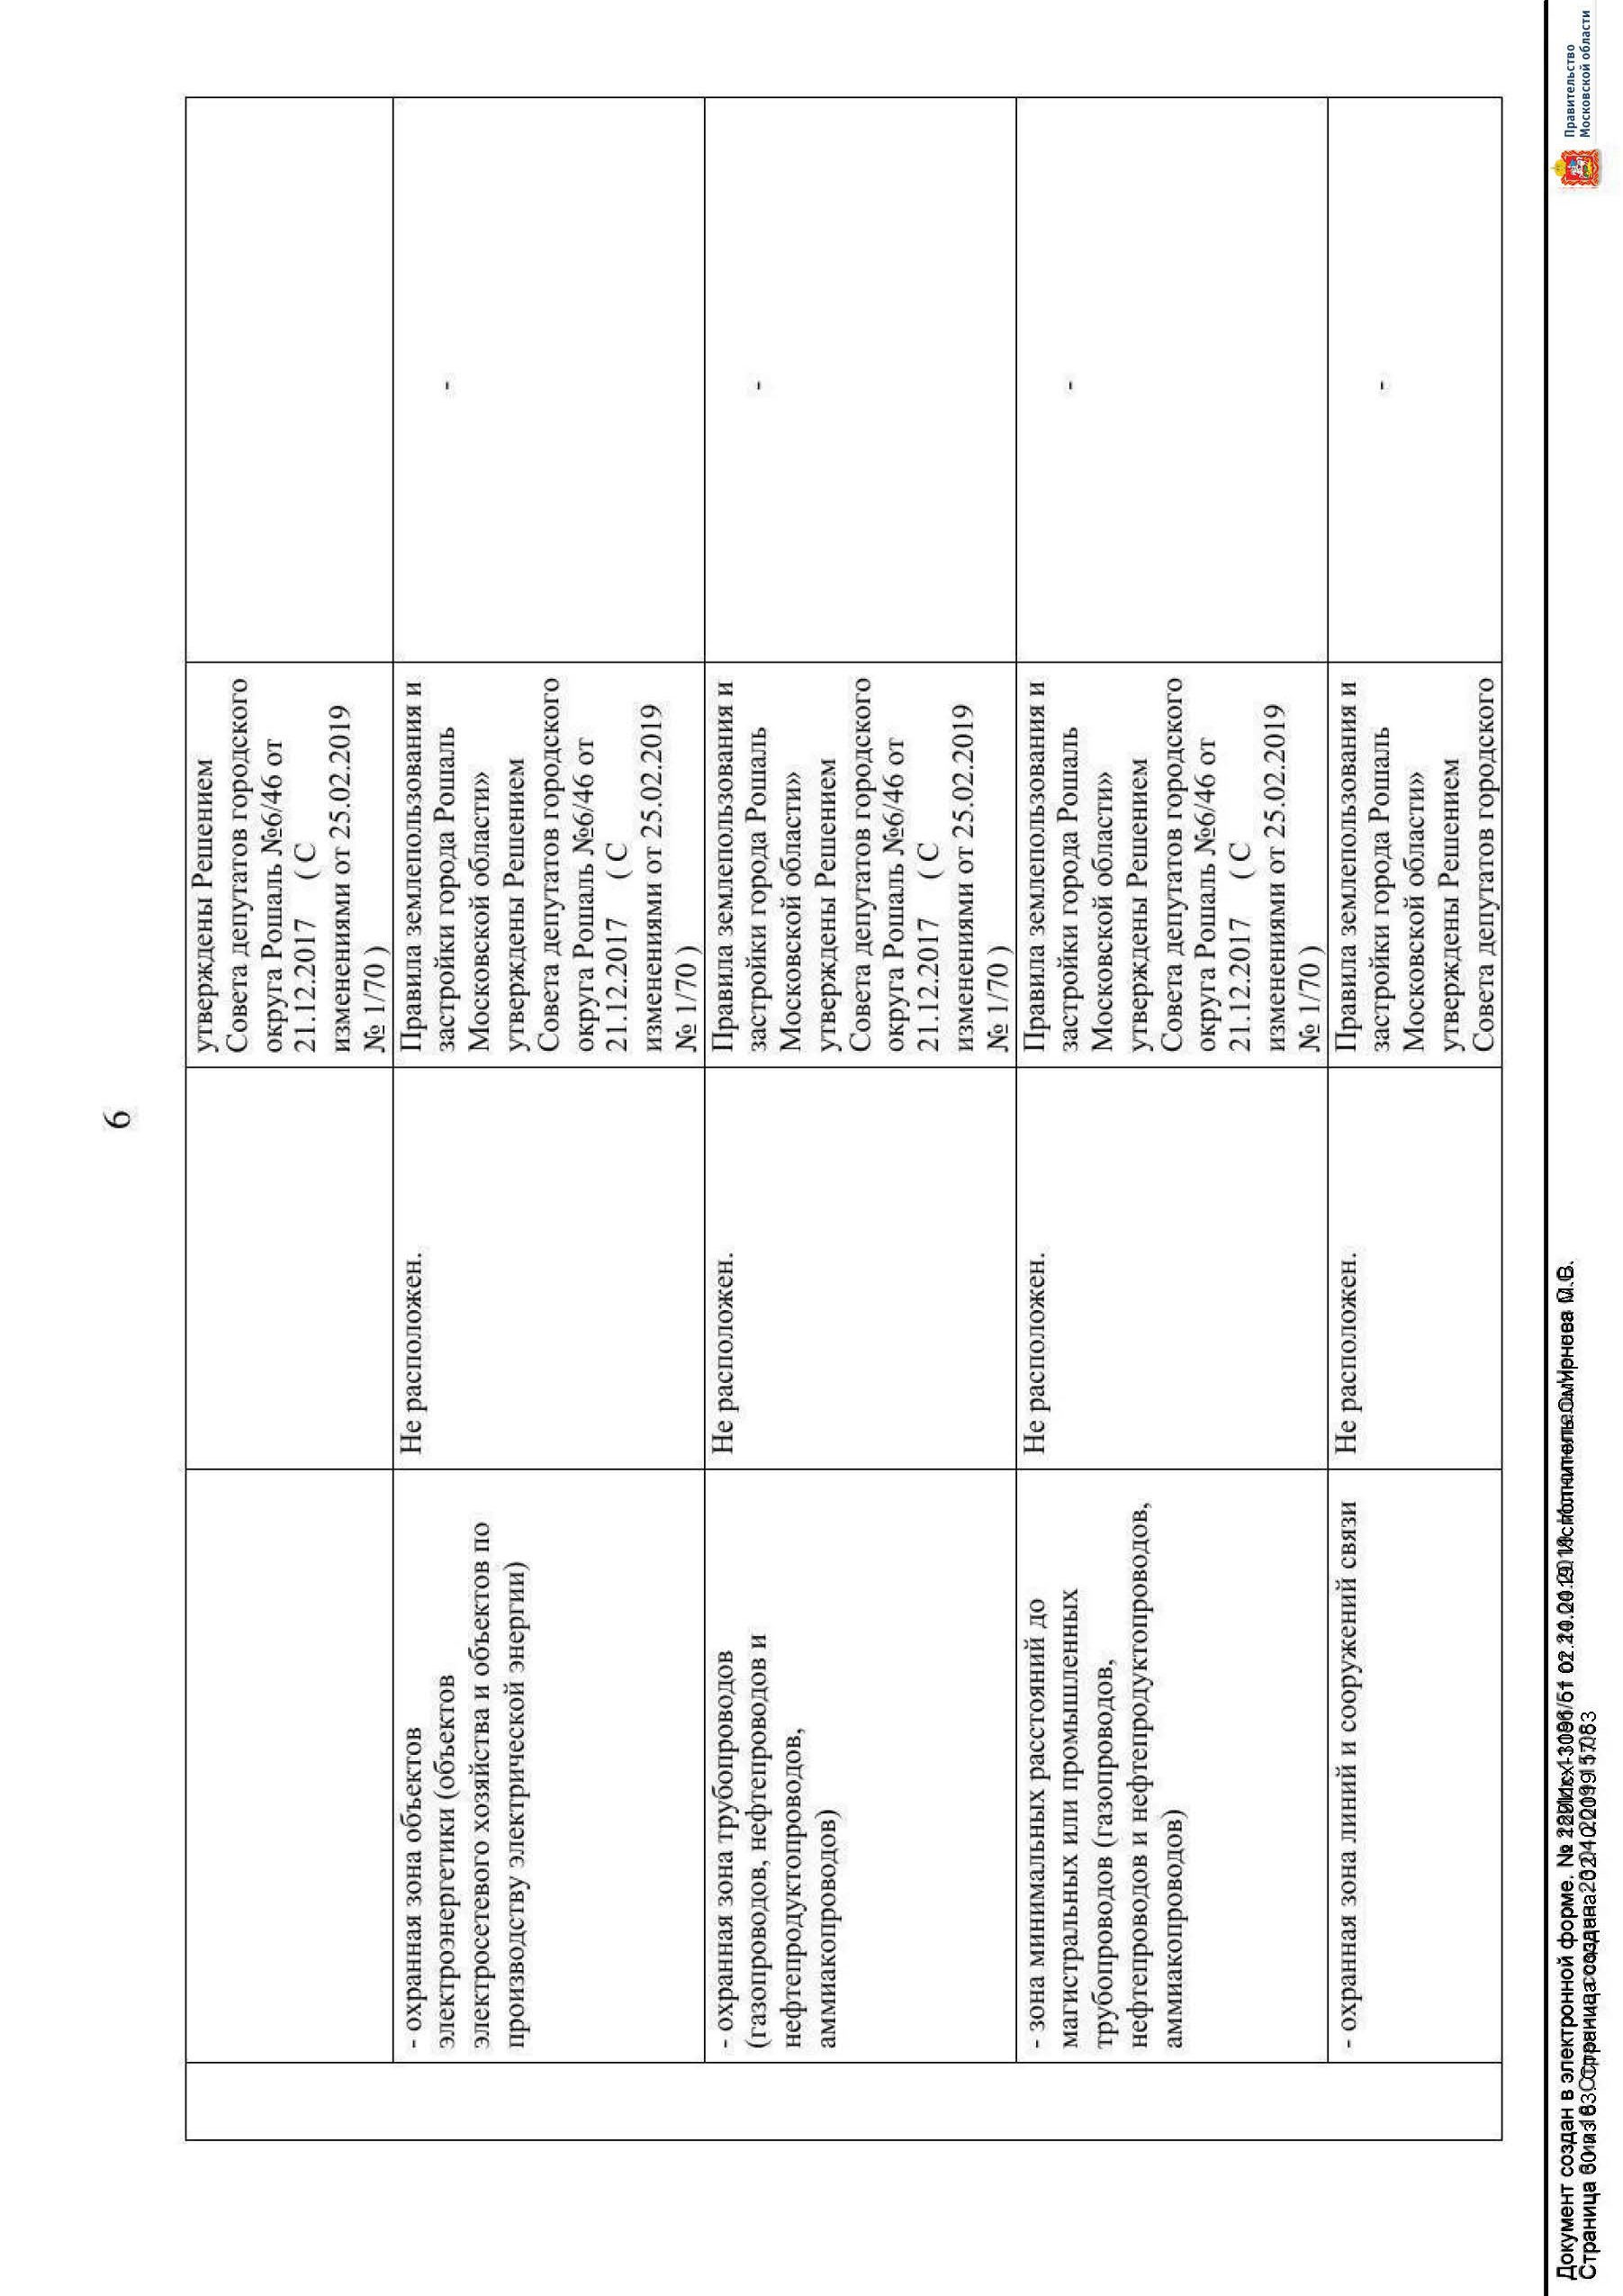 6
утверждены Решением
Совета депутатов городского
округа Рошаль №6/46 от
21.12.2017 ( С
изменениями от 25.02.2019
№ 1/70 )
- охранная зона объектов
электроэнергетики (объектов
электросетевого хозяйства и объектов по
производству электрической энергии)
Не расположен.
Правила землепользования и
застройки города Рошаль
Московской области»
утверждены Решением
Совета депутатов городского
округа Рошаль №6/46 от
21.12.2017 ( С
изменениями от 25.02.2019
№ 1/70 )
-
- охранная зона трубопроводов
(газопроводов, нефтепроводов и
нефтепродуктопроводов,
аммиакопроводов)
Не расположен.
Правила землепользования и
застройки города Рошаль
Московской области»
утверждены Решением
Совета депутатов городского
округа Рошаль №6/46 от
21.12.2017 ( С
изменениями от 25.02.2019
№ 1/70 )
-
- зона минимальных расстояний до
магистральных или промышленных
трубопроводов (газопроводов,
нефтепроводов и нефтепродуктопроводов,
аммиакопроводов)
Не расположен.
Правила землепользования и
застройки города Рошаль
Московской области»
утверждены Решением
Совета депутатов городского
округа Рошаль №6/46 от
21.12.2017 ( С
изменениями от 25.02.2019
№ 1/70 )
-
- охранная зона линий и сооружений связи
Не расположен.
Правила землепользования и
застройки города Рошаль
Московской области»
утверждены Решением
Совета депутатов городского
-
Документ создан в электронной форме. №
Страница
Правительство
Московской области